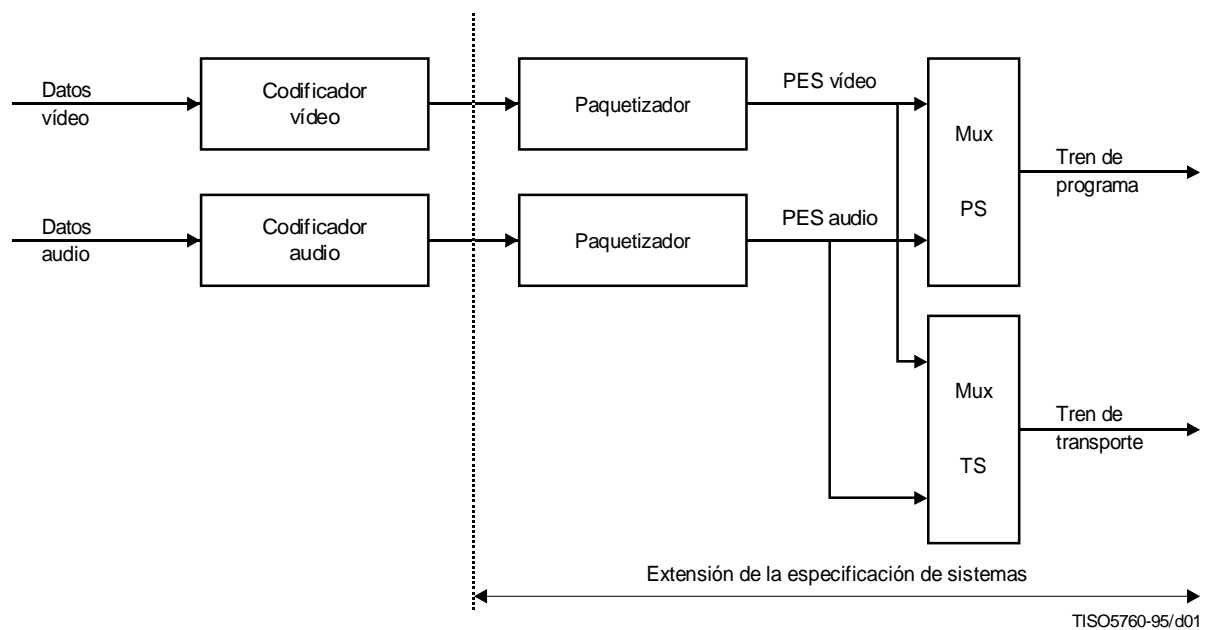 Datos
vídeo
Codificador
vídeo
Paquetizador
PES vídeo
Mux
PS
Tren de
programa
Datos
audio
Codificador
audio
Paquetizador
PES audio
Mux
TS
Tren de
transporte
Extensión de la especificación de sistemas
TISO5760-95/d01